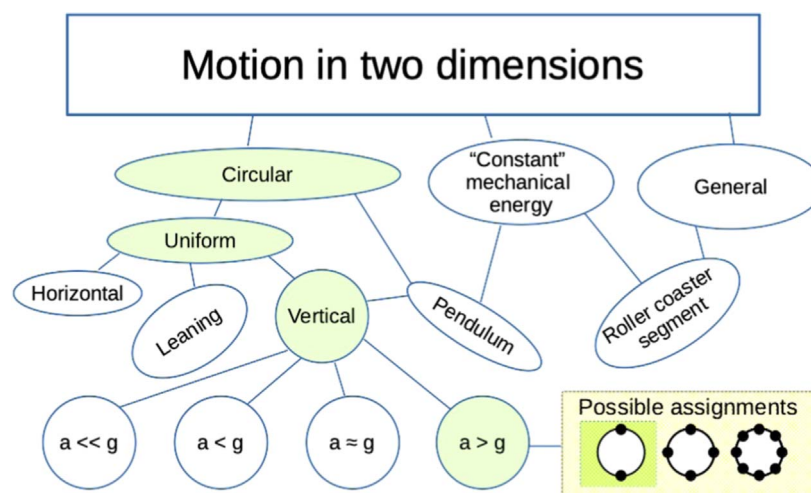 Motion in two dimensions
Circular
“Constant”
mechanical
energy
General
Uniform
Horizontal
Leaning
Vertical
Pendulum
Roller coaster
segment
a << g
a < g
a ≈ g
a > g
Possible assignments